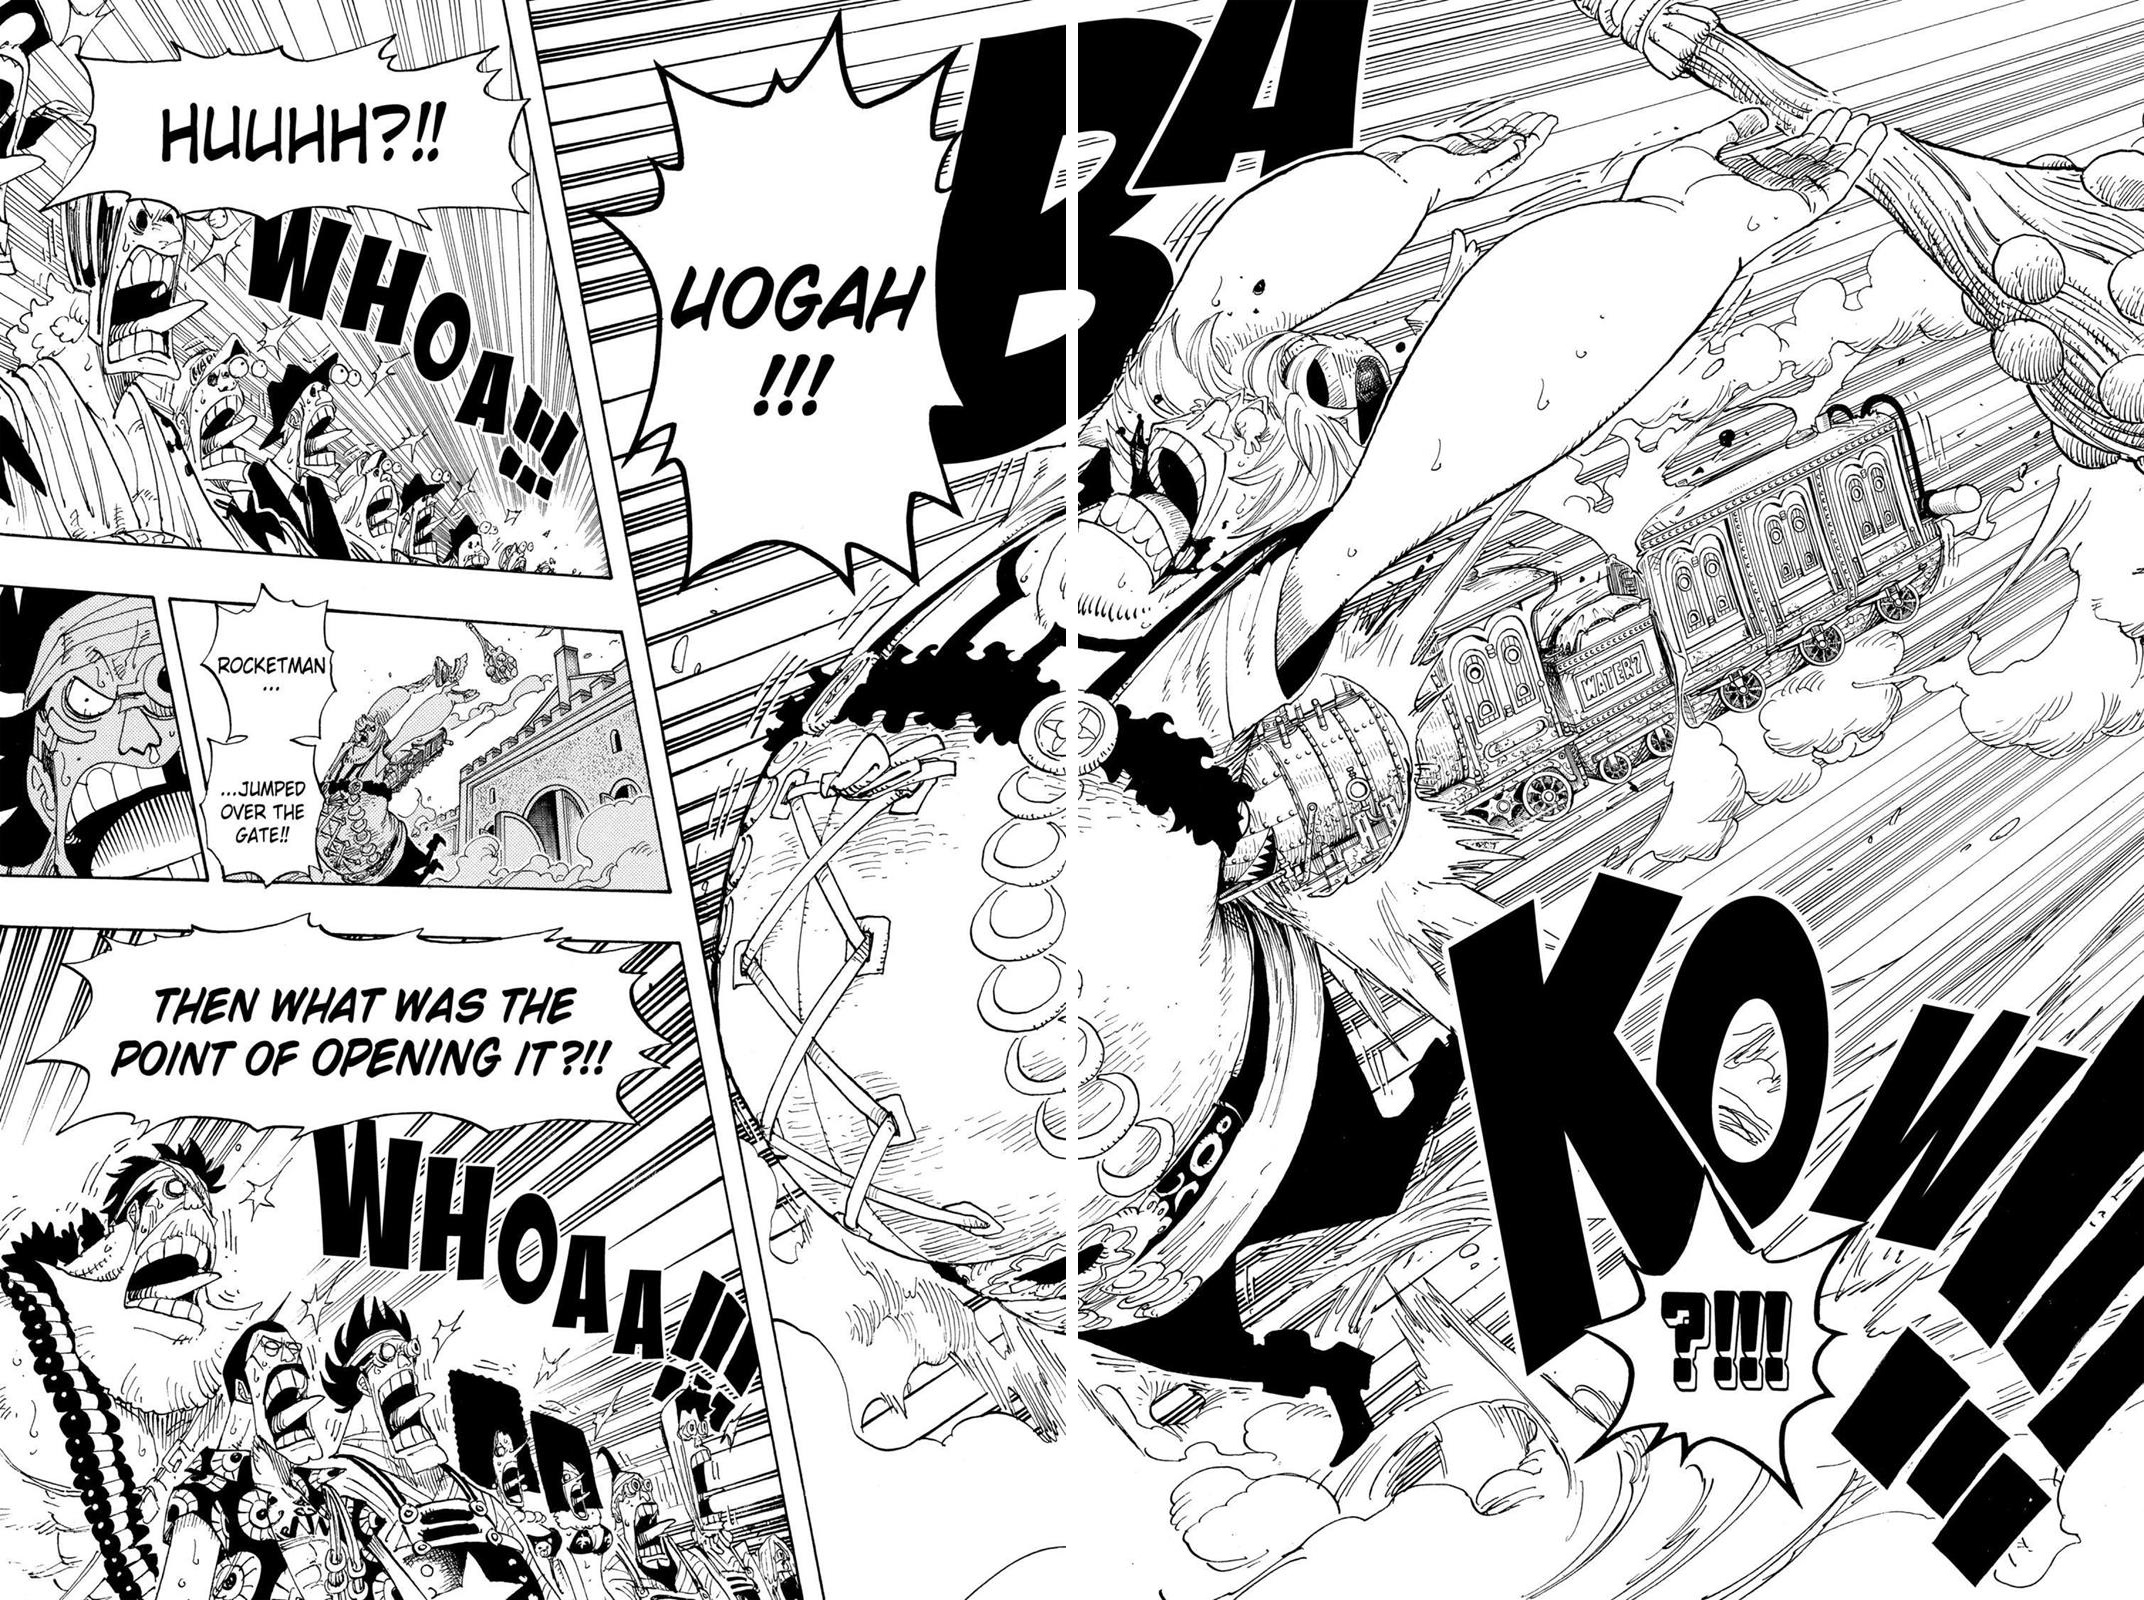 BA
KOW!!!
WATER7
?!!!
UOGAH
!!!
HUUHH?!!
WHOA!!!
ROCKETMAN
...
...JUMPED
OVER THE
GATE!!
THEN WHAT WAS THE
POINT OF OPENING IT?!!
WHOAA!!!